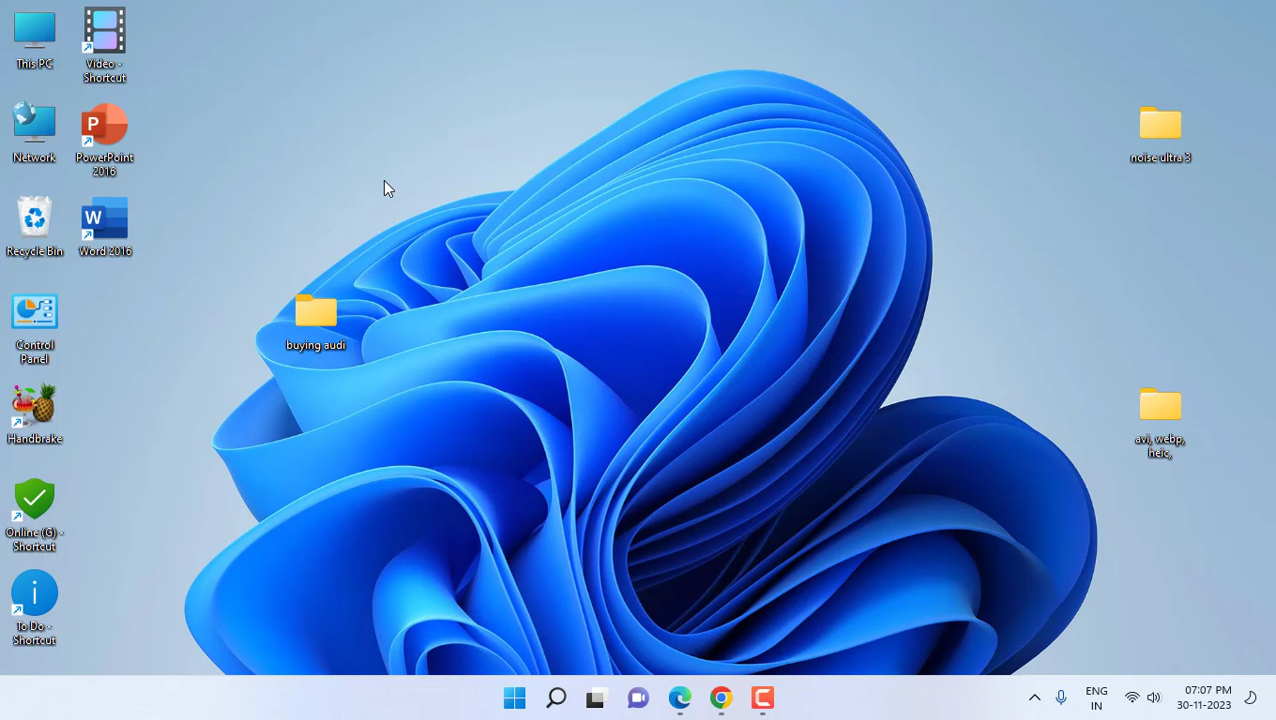 This PC
Video -
Shortcut
Network
P
PowerPoint
2016
Recycle Bin
W
Word 2016
Control
Panel
Handbrake
Online (G) -
Shortcut
To Do -
Shortcut
buying audi
noise ultra 3
avi, webp,
heic,
ENG
IN
07:07 PM
30-11-2023